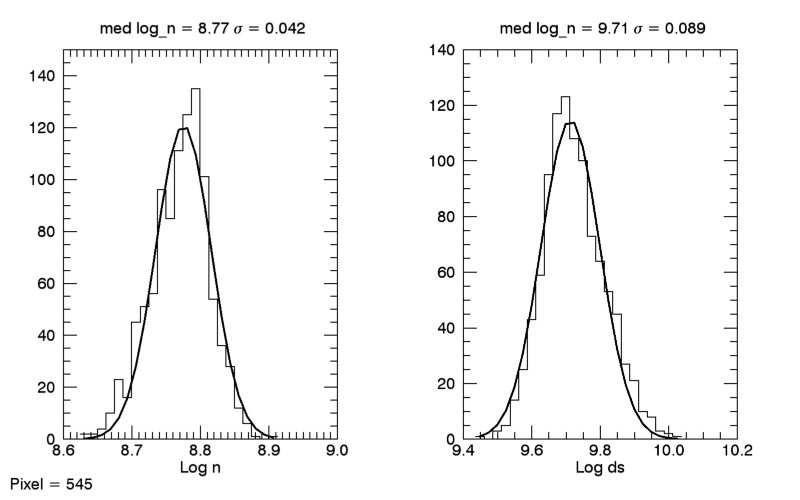 med log_n = 8.77 σ = 0.042
140
120
100
80
60
40
20
0
8.6 8.7 8.8 8.9 9.0
Log n
med log_n = 9.71 σ = 0.089
140
120
100
80
60
40
20
0
9.4 9.6 9.8 10.0 10.2
Log ds
Pixel = 545